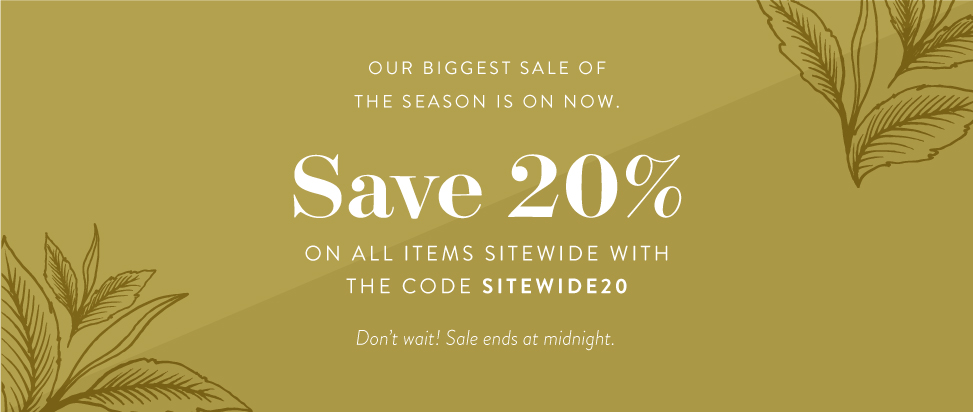 OUR BIGGEST SALE OF
THE SEASON IS ON NOW.
Save 20%
ON ALL ITEMS SITEWIDE WITH
THE CODE SITEWIDE20
Don't wait! Sale ends at midnight.